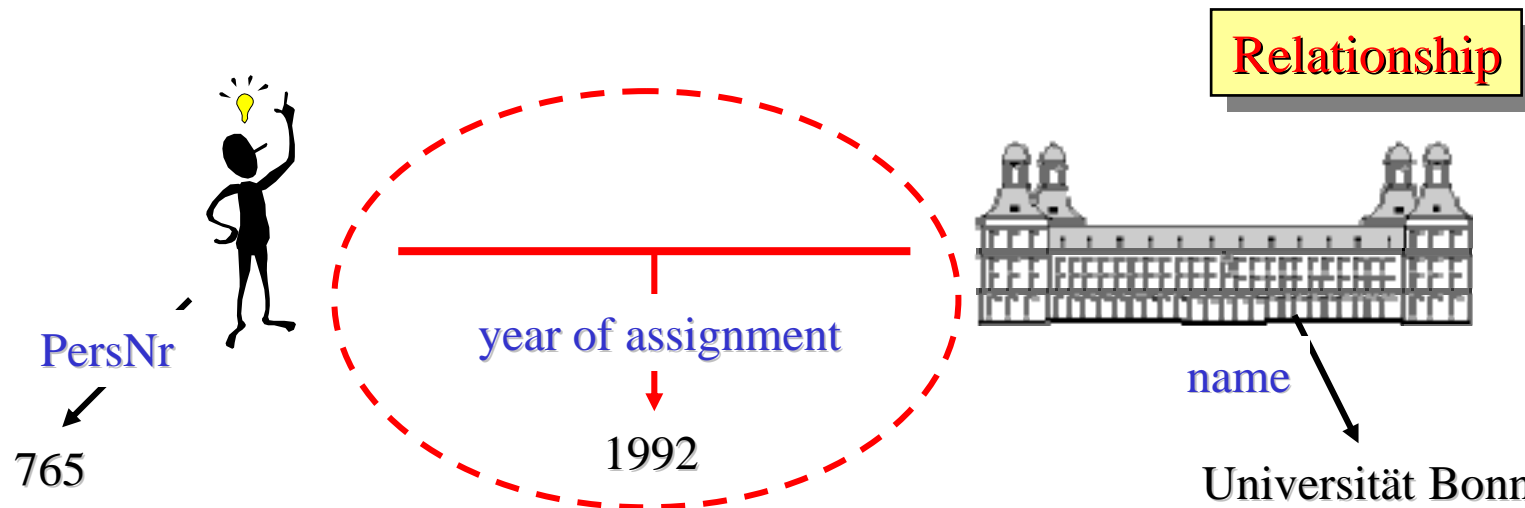 Relationship
PersNr
year of assignment
name
765
1992
Universität Bonn